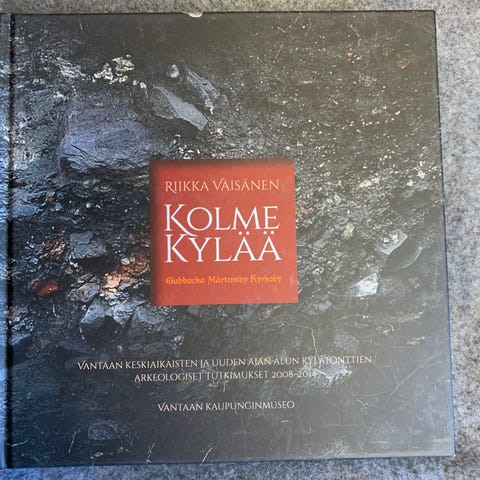 RIIKKA VÄISÄNEN
KOLME
KYLÄÄ
Gubbacka Mårtensby Kyrkoby
VANTAAN KESKIAIKAISTEN JA UUDEN AJAN ALUN KYLÄTONTTIEN
ARKEOLOGISET TUTKIMUKSET 2008–2014
VANTAAN KAUPUNGINMUSEO